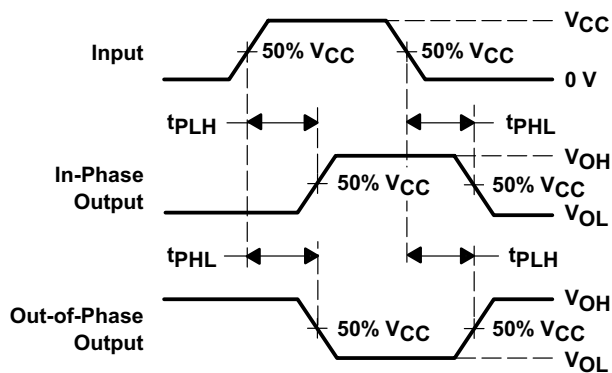 VCC
Input
50% VCC
50% VCC
0 V
tPLH
tPHL
In-Phase
Output
VOH
50% VCC
50% VCC
VOL
tPHL
tPLH
Out-of-Phase
Output
VOH
50% VCC
50% VCC
VOL